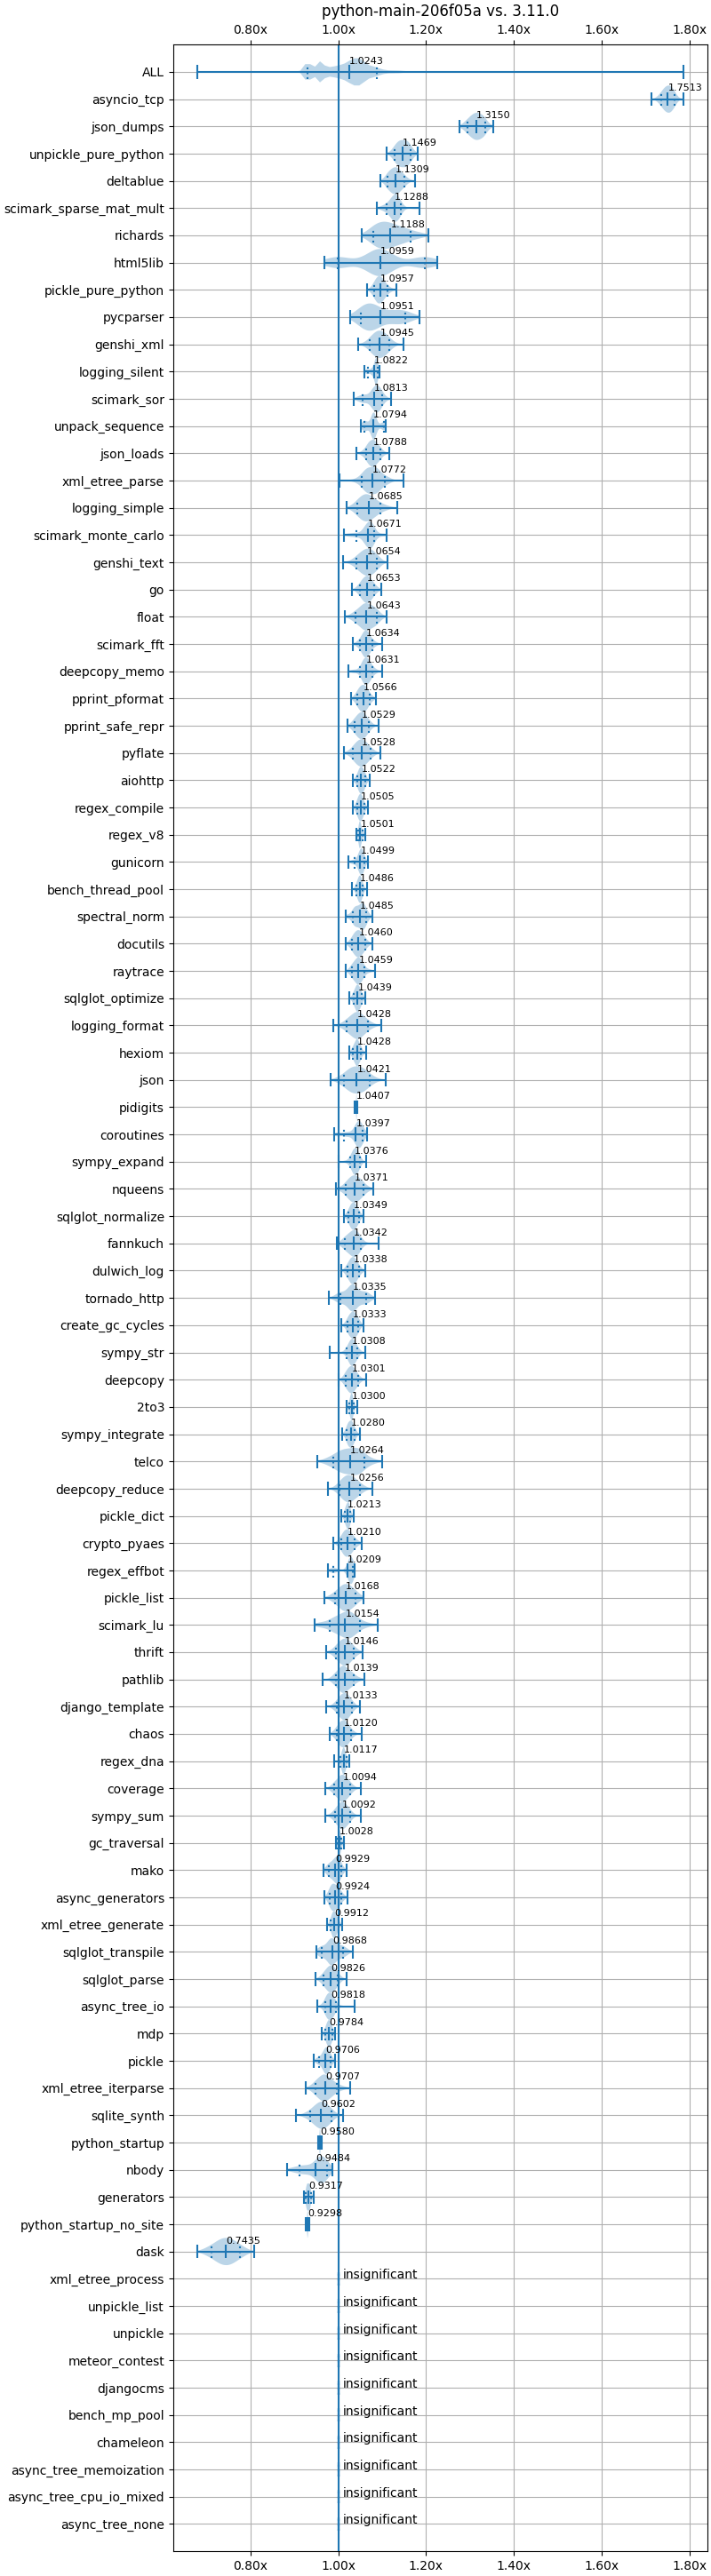 python-main-206f05a vs. 3.11.0
0.80x 1.00x 1.20x 1.40x 1.60x 1.80x
ALL 1.0243
asyncio_tcp 1.7513
json_dumps 1.3150
unpickle_pure_python 1.1469
deltablue 1.1309
scimark_sparse_mat_mult 1.1288
richards 1.1188
html5lib 1.0959
pickle_pure_python 1.0957
pycparser 1.0951
genshi_xml 1.0945
logging_silent 1.0822
scimark_sor 1.0813
unpack_sequence 1.0794
json_loads 1.0788
xml_etree_parse 1.0772
logging_simple 1.0685
scimark_monte_carlo 1.0671
genshi_text 1.0654
go 1.0653
float 1.0643
scimark_fft 1.0634
deepcopy_memo 1.0631
pprint_pformat 1.0566
pprint_safe_repr 1.0529
pyflate 1.0528
aiohttp 1.0522
regex_compile 1.0505
regex_v8 1.0501
gunicorn 1.0499
bench_thread_pool 1.0486
spectral_norm 1.0485
docutils 1.0460
raytrace 1.0459
sqlglot_optimize 1.0439
logging_format 1.0428
hexiom 1.0428
json 1.0421
pidigits 1.0407
coroutines 1.0397
sympy_expand 1.0376
nqueens 1.0371
sqlglot_normalize 1.0349
fannkuch 1.0342
dulwich_log 1.0338
tornado_http 1.0335
create_gc_cycles 1.0333
sympy_str 1.0308
deepcopy 1.0301
2to3 1.0300
sympy_integrate 1.0280
telco 1.0264
deepcopy_reduce 1.0256
pickle_dict 1.0213
crypto_pyaes 1.0210
regex_effbot 1.0209
pickle_list 1.0168
scimark_lu 1.0154
thrift 1.0146
pathlib 1.0139
django_template 1.0133
chaos 1.0120
regex_dna 1.0117
coverage 1.0094
sympy_sum 1.0092
gc_traversal 1.0028
mako 0.9929
async_generators 0.9924
xml_etree_generate 0.9912
sqlglot_transpile 0.9868
sqlglot_parse 0.9826
async_tree_io 0.9818
mdp 0.9784
pickle 0.9706
xml_etree_iterparse 0.9707
sqlite_synth 0.9602
python_startup 0.9580
nbody 0.9484
generators 0.9317
python_startup_no_site 0.9298
dask 0.7435
xml_etree_process insignificant
unpickle_list insignificant
unpickle insignificant
meteor_contest insignificant
djangocms insignificant
bench_mp_pool insignificant
chameleon insignificant
async_tree_memoization insignificant
async_tree_cpu_io_mixed insignificant
async_tree_none insignificant
0.80x 1.00x 1.20x 1.40x 1.60x 1.80x